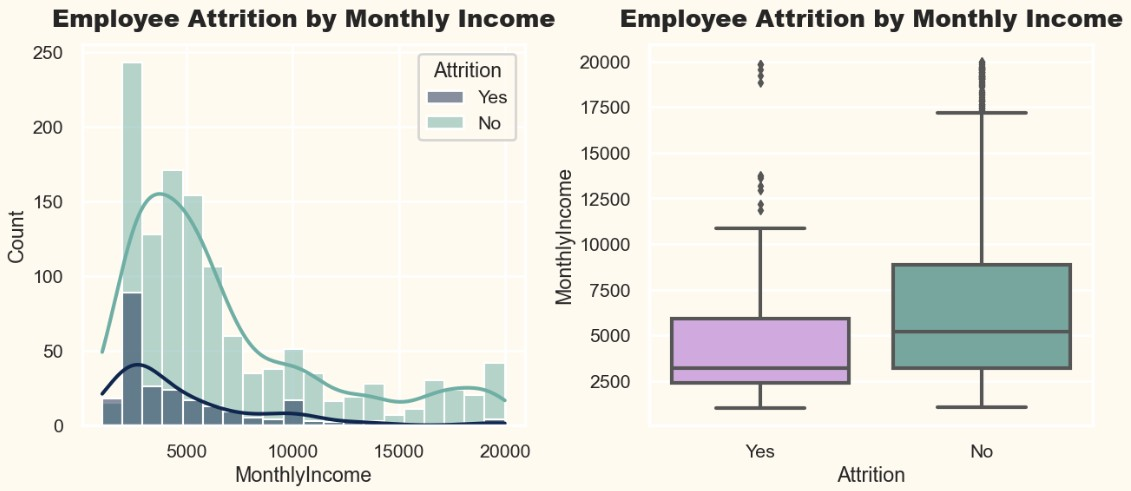 Employee Attrition by Monthly Income
250
200
150
100
50
0
Count
5000
10000
15000
20000
MonthlyIncome
Attrition
Yes
No
Employee Attrition by Monthly Income
20000
17500
15000
12500
10000
7500
5000
2500
MonthlyIncome
Yes
No
Attrition